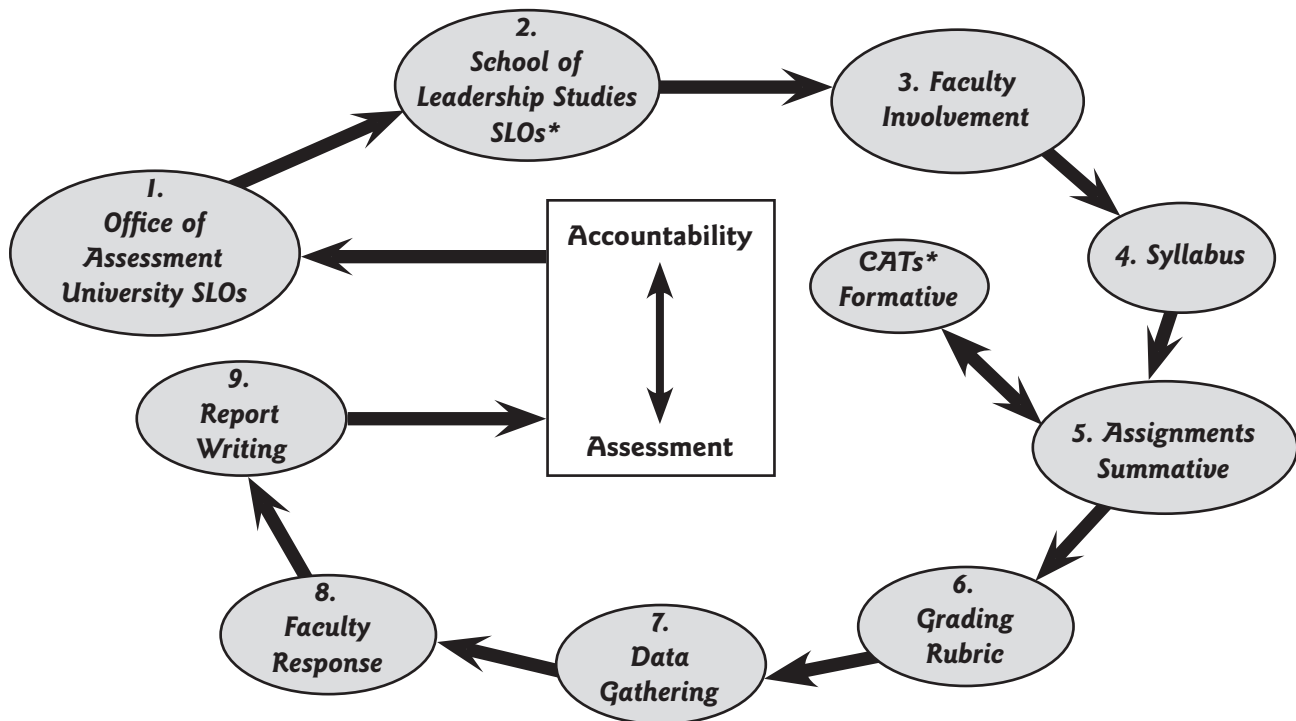 1.
Office of
Assessment
University SLOs
2.
School of
Leadership Studies
SLOs*
3. Faculty
Involvement
4. Syllabus
CATs*
Formative
5. Assignments
Summative
6.
Grading
Rubric
7.
Data
Gathering
8.
Faculty
Response
9.
Report
Writing
Accountability
Assessment